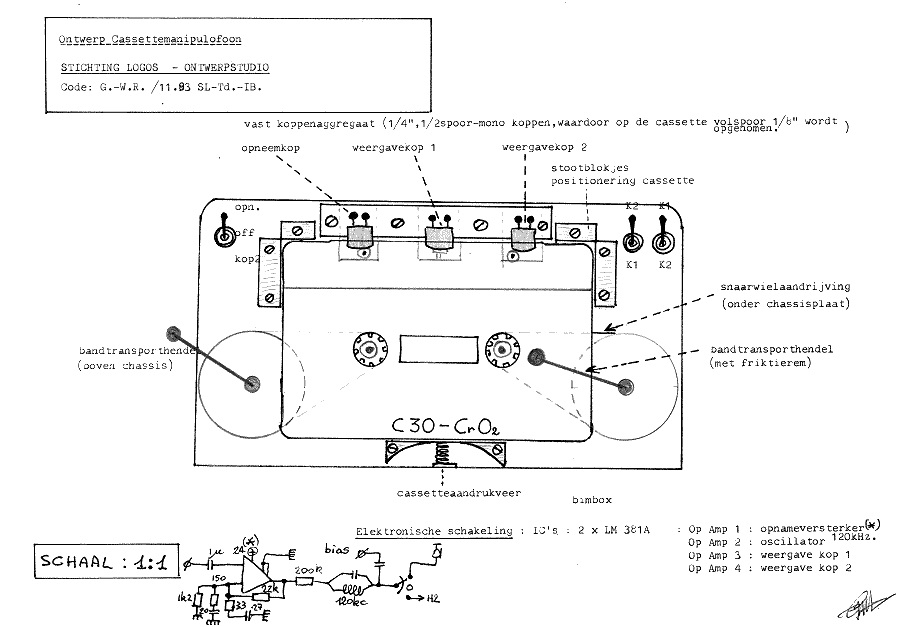 Ontwerp Cassettemanipulofoon
STICHTING LOGOS - ONTWERPSTUDIO
Code: G.-W.R. /11.83 SL-Td.-IB.
vast koppenaggregaat (1/4",1/2spoor-mono koppen,waardoor op de cassette volspoor 1/8" wordt
opgenomen. )
opneemkop weergavekop 1 weergavekop 2
stootblokjes
positionering cassette
opn.
off
kop2
K2 K1
K1 K2
snaarwielaandrijving
(onder chassisplaat)
bandtransporthendel
(boven chassis)
bandtransporthendel
(met friktierem)
C30-CrO2
cassetteaandrukveer
bimbox
Elektronische schakeling : IC's : 2 x LM 381A : Op Amp 1 : opnameversterker(*)
Op Amp 2 : oscillator 120kHz.
Op Amp 3 : weergave kop 1
Op Amp 4 : weergave kop 2
SCHAAL : 1:1
1µ
24
(*)
bias
150
22k
200k
1k2
20
33
27
120kc
H2